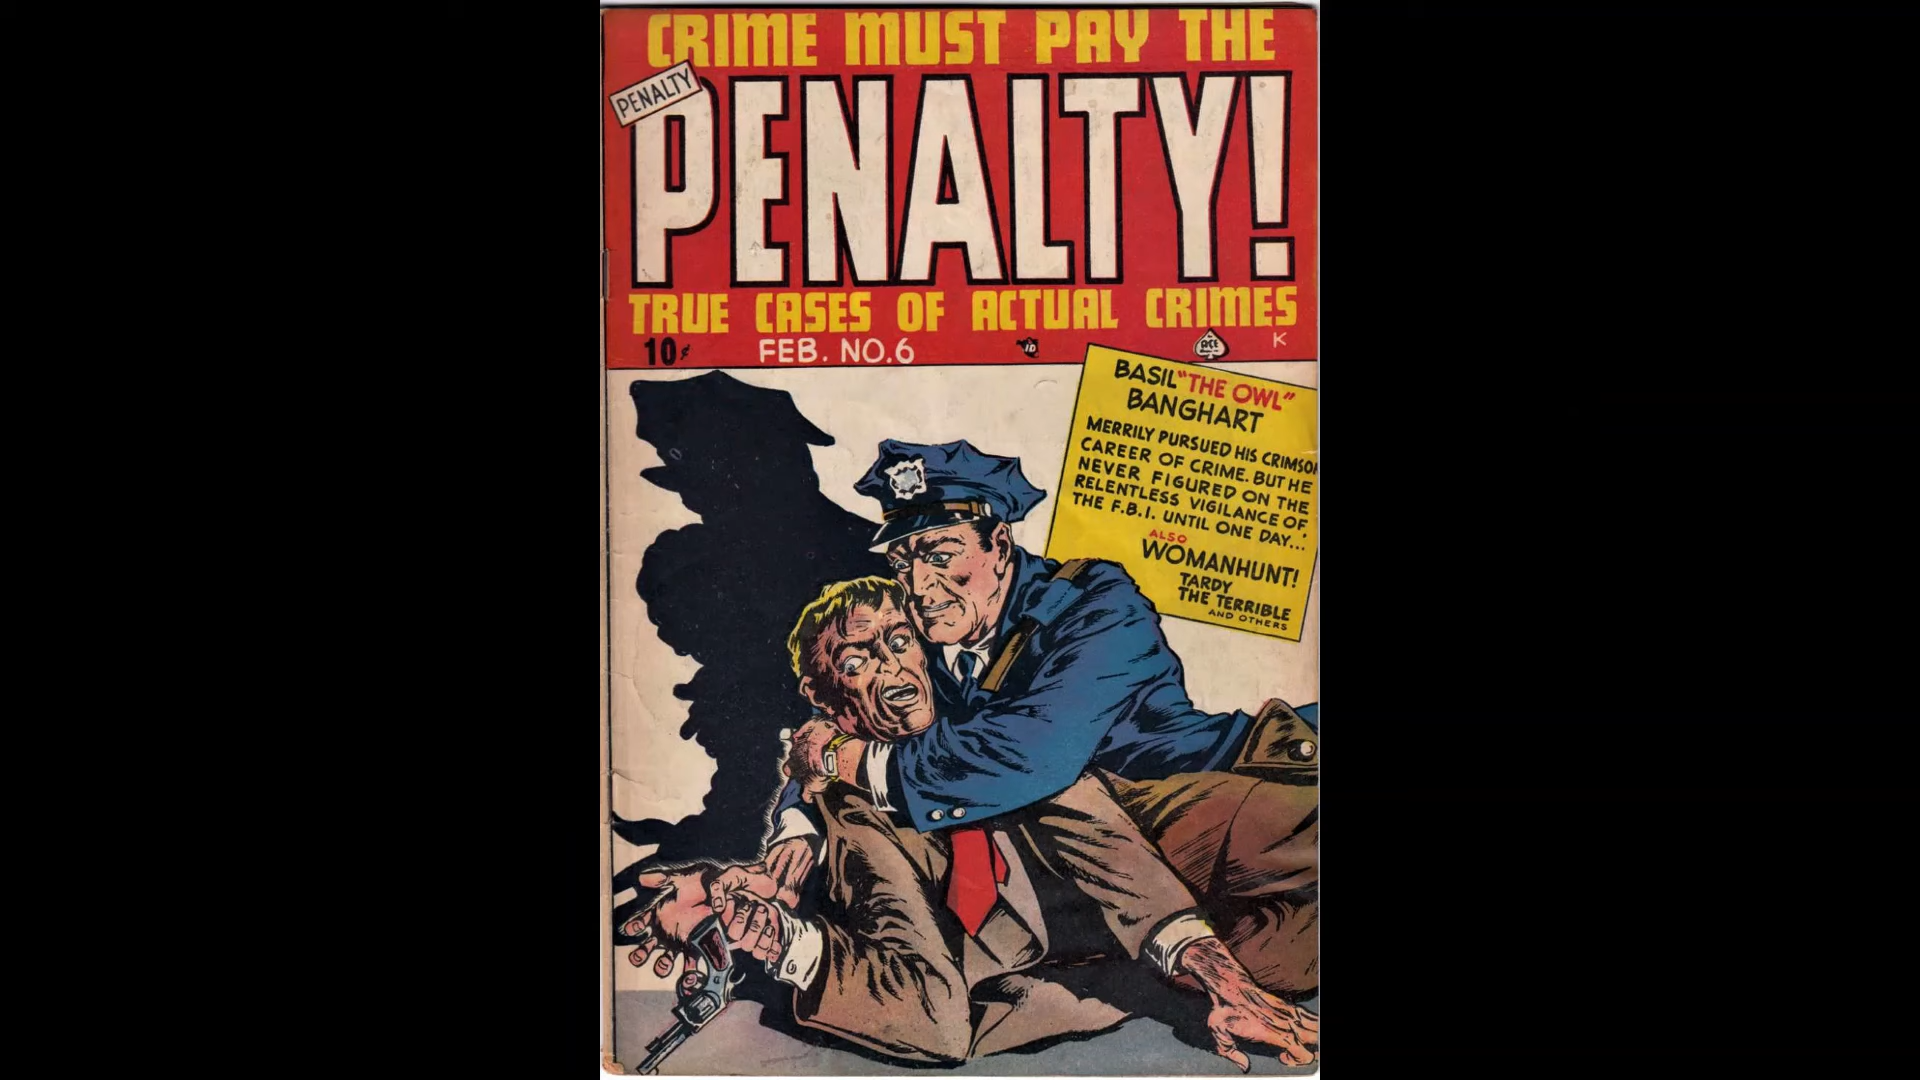 CRIME MUST PAY THE
PENALTY
PENALTY!
TRUE CASES OF ACTUAL CRIMES
10¢ FEB. NO. 6 ACE K
BASIL "THE OWL"
BANGHART
MERRILY PURSUED HIS CRIMSON
CAREER OF CRIME. BUT HE
NEVER FIGURED ON THE
RELENTLESS VIGILANCE OF
THE F.B.I. UNTIL ONE DAY...
ALSO
WOMANHUNT!
TARDY
THE TERRIBLE
AND OTHERS